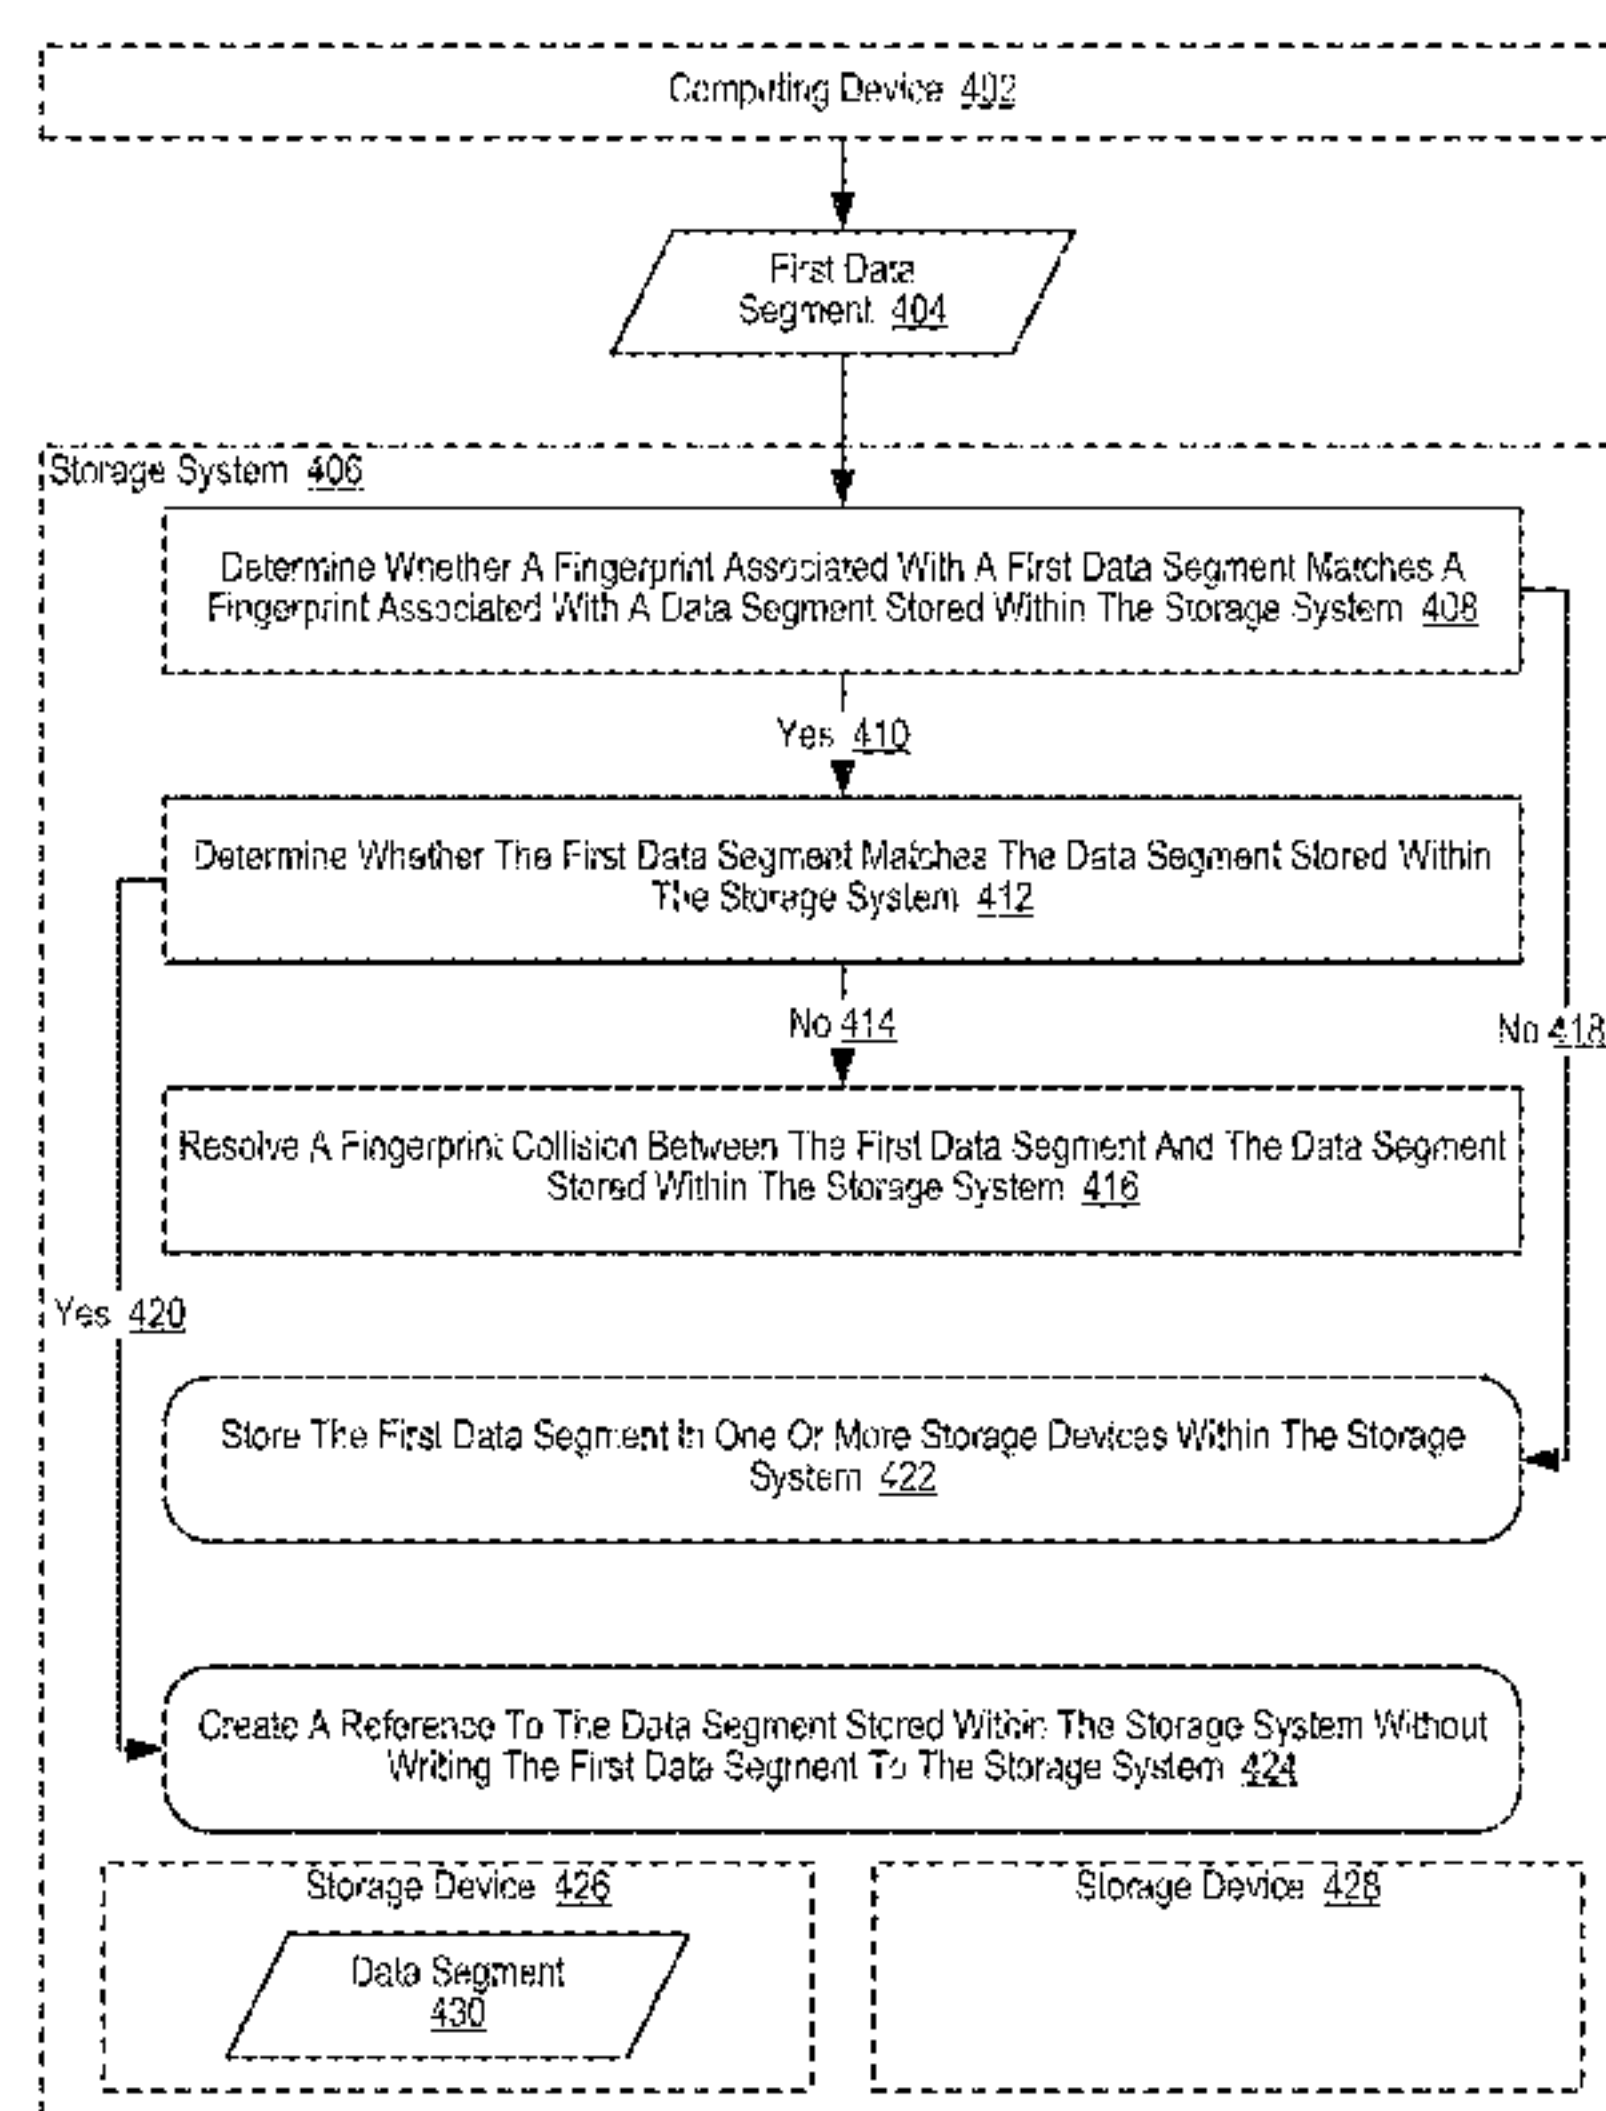 Computing Device 402
First Data
Segment 404
Storage System 406
Determine Whether A Fingerprint Associated With A First Data Segment Matches A
Fingerprint Associated With A Data Segment Stored Within The Storage System 408
Yes 410
Determine Whether The First Data Segment Matches The Data Segment Stored Within
The Storage System 412
No 414
No 418
Resolve A Fingerprint Collision Between The First Data Segment And The Data Segment
Stored Within The Storage System 416
Yes 420
Store The First Data Segment In One Or More Storage Devices Within The Storage
System 422
Create A Reference To The Data Segment Stored Within The Storage System Without
Writing The First Data Segment To The Storage System 424
Storage Device 426
Storage Device 428
Data Segment
430